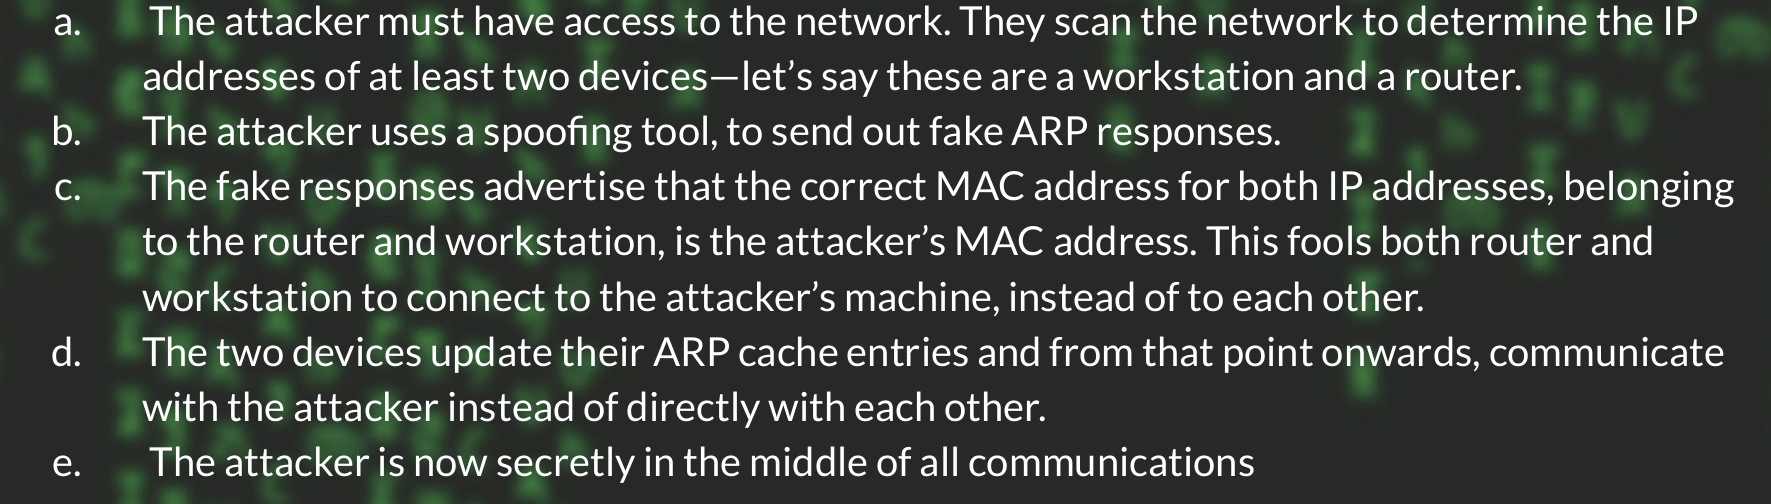 a. The attacker must have access to the network. They scan the network to determine the IP
addresses of at least two devices—let's say these are a workstation and a router.
b. The attacker uses a spoofing tool, to send out fake ARP responses.
c. The fake responses advertise that the correct MAC address for both IP addresses, belonging
to the router and workstation, is the attacker's MAC address. This fools both router and
workstation to connect to the attacker's machine, instead of to each other.
d. The two devices update their ARP cache entries and from that point onwards, communicate
with the attacker instead of directly with each other.
e. The attacker is now secretly in the middle of all communications